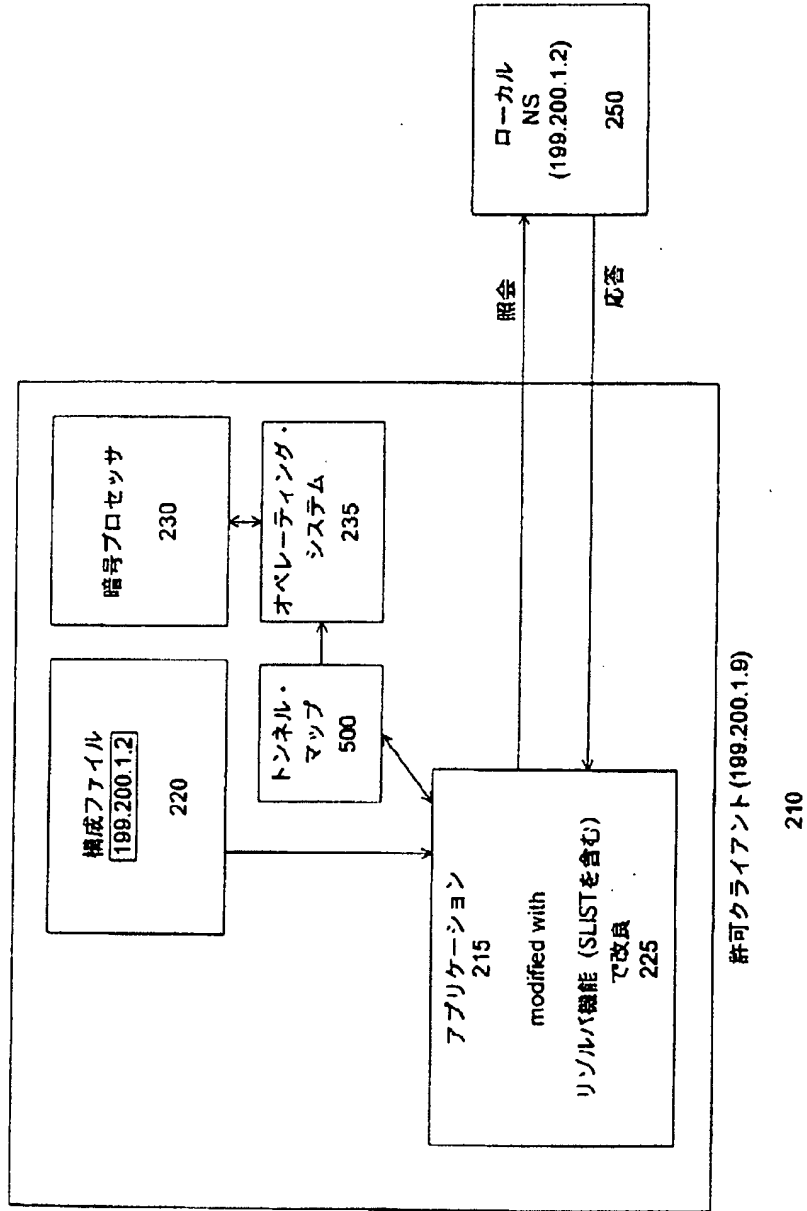 構成ファイル
199.200.1.2
220
暗号プロセッサ
230
トンネル・
マップ
500
オペレーティング・
システム
235
アプリケーション
215
modified with
リゾルバ機能（SLISTを含む）
で改良
225
照会
応答
ローカル
NS
(199.200.1.2)
250
許可クライアント(199.200.1.9)
210